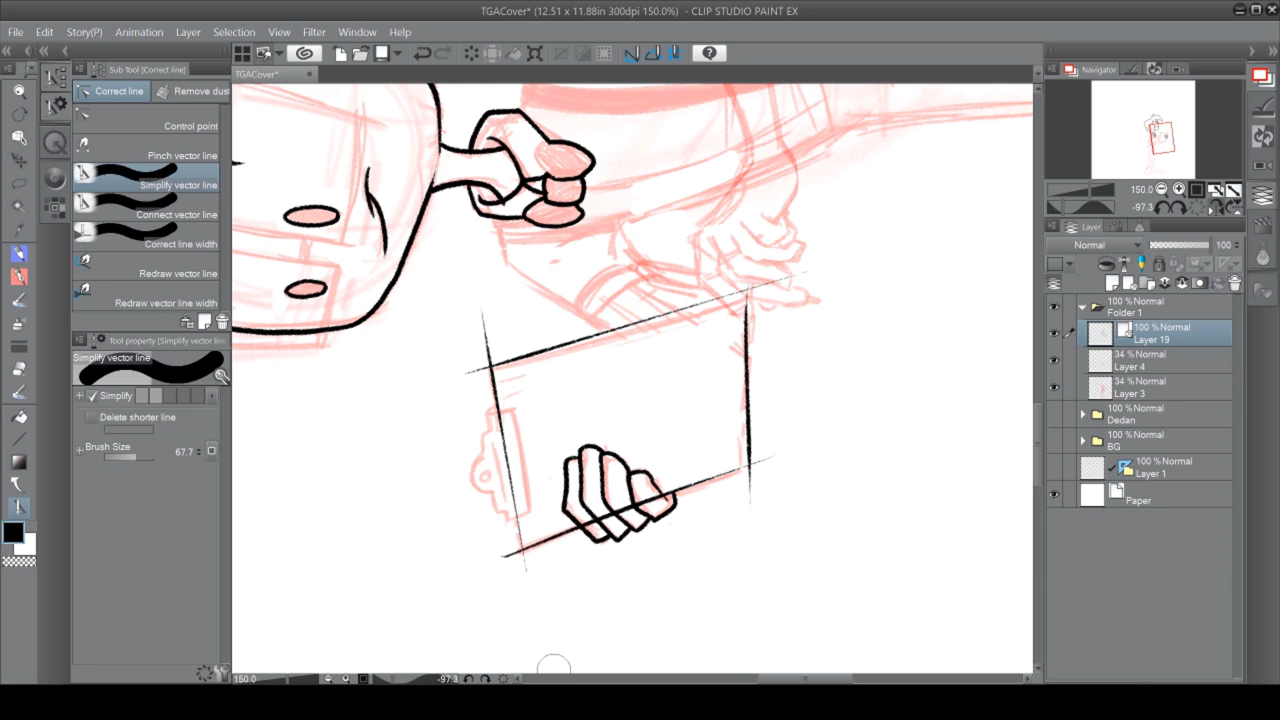 TGACover* (12.51 x 11.88in 300dpi 150.0%) - CLIP STUDIO PAINT EX
File Edit Story(P) Animation Layer Selection View Filter Window Help
TGACover*
Sub Tool [Correct line]
Correct line Remove dus
Control point
Pinch vector line
Simplify vector line
Connect vector line
Correct line width
Redraw vector line
Redraw vector line width
Tool property [Simplify vector line
Simplify vector line
Simplify
Delete shorter line
Brush Size 67.7
150.0 -97.3
Navigator
150.0
-97.3
Layer
Normal 100
100 % Normal
Folder 1
100 % Normal
Layer 19
34 % Normal
Layer 4
34 % Normal
Layer 3
100 % Normal
Dedan
100 % Normal
BG
100 % Normal
Layer 1
Paper